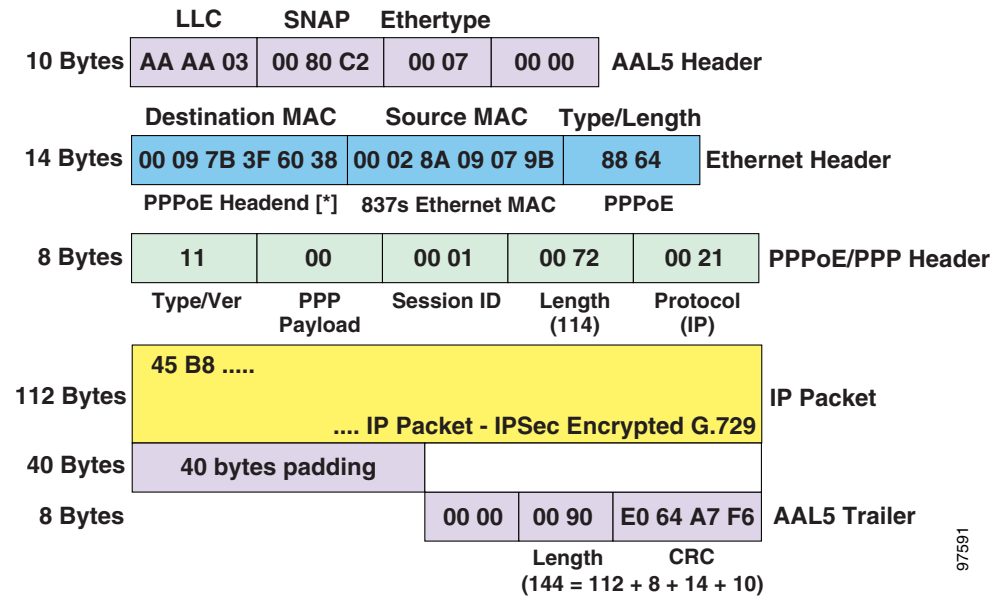 LLC SNAP Ethertype
10 Bytes AA AA 03 00 80 C2 00 07 00 00 AAL5 Header
Destination MAC Source MAC Type/Length
14 Bytes 00 09 7B 3F 60 38 00 02 8A 09 07 9B 88 64 Ethernet Header
PPPoE Headend [*] 837s Ethernet MAC PPPoE
8 Bytes 11 00 00 01 00 72 00 21 PPPoE/PPP Header
Type/Ver PPP Session ID Length Protocol
Payload (114) (IP)
45 B8 .....
112 Bytes IP Packet
.... IP Packet - IPSec Encrypted G.729
40 Bytes 40 bytes padding
8 Bytes 00 00 00 90 E0 64 A7 F6 AAL5 Trailer
Length CRC
(144 = 112 + 8 + 14 + 10)
97591